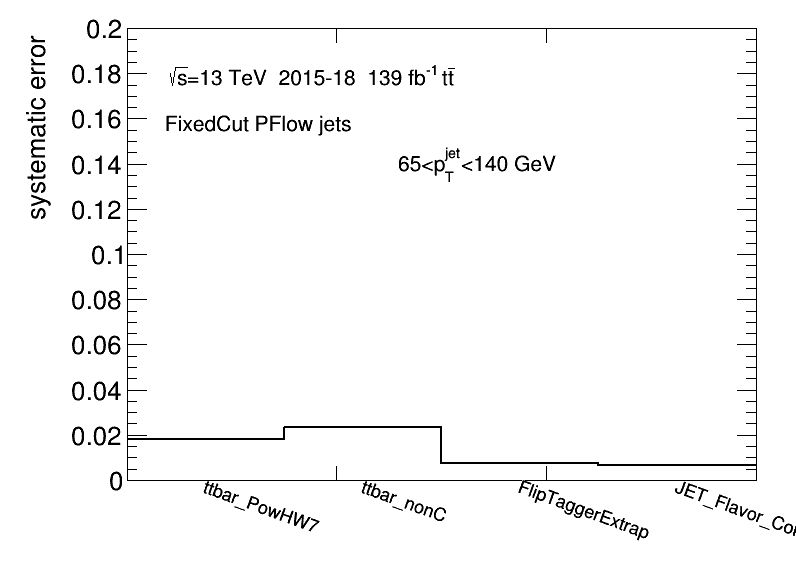 systematic error
0.2
0.18
0.16
0.14
0.12
0.1
0.08
0.06
0.04
0.02
0
√s=13 TeV 2015-18 139 fb⁻¹ tt̄
FixedCut PFlow jets
65<p_T^jet<140 GeV
ttbar_PowHW7
ttbar_nonC
FlipTaggerExtrap
JET_Flavor_Co